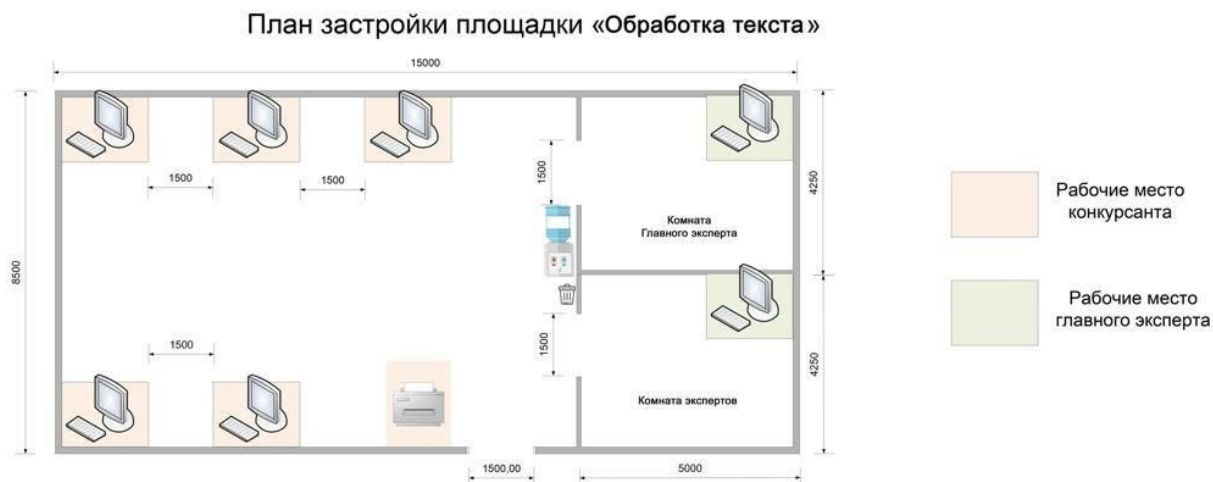 План застройки площадки «Обработка текста»
15000
1500
1500
1500
4250
Комната
Главного эксперта
8500
1500
1500
4250
Комната экспертов
1500,00
5000
Рабочие место
конкурсанта
Рабочие место
главного эксперта